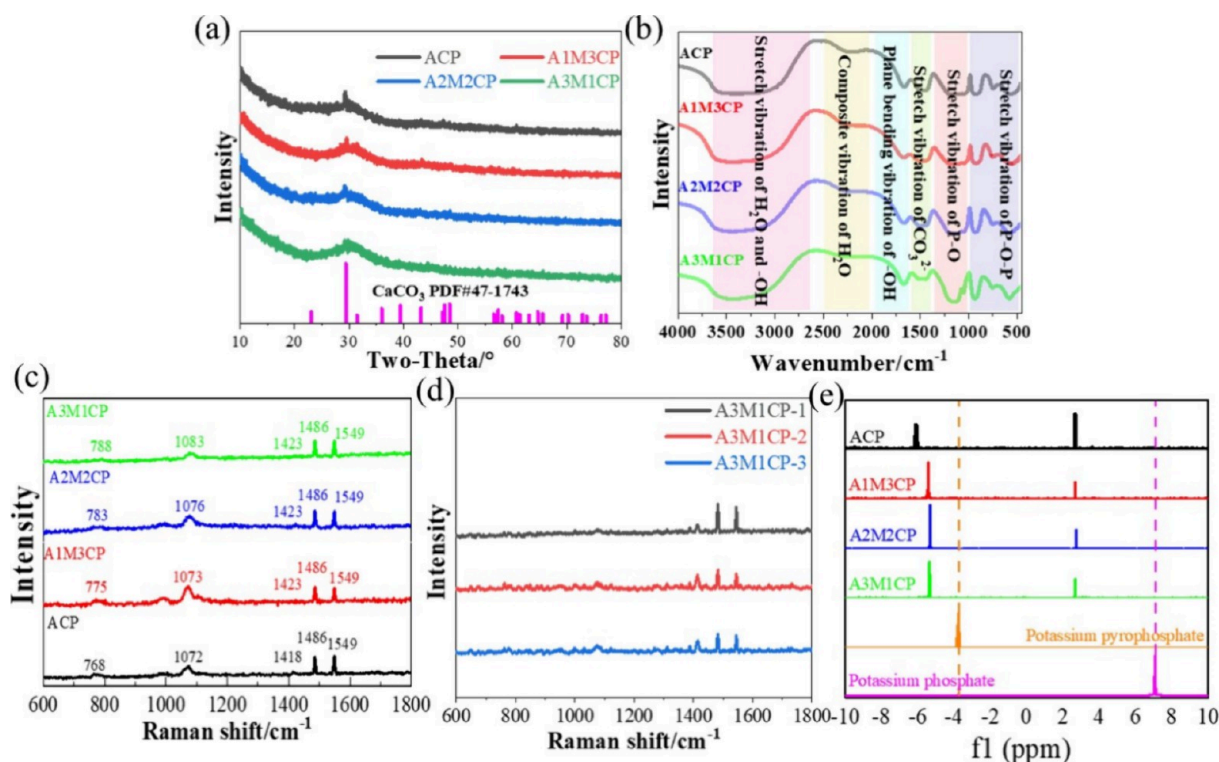 (a)
ACP
A1M3CP
A2M2CP
A3M1CP
CaCO3 PDF#47-1743
Intensity
10 20 30 40 50 60 70 80
Two-Theta/°
(b)
ACP
A1M3CP
A2M2CP
A3M1CP
Stretch vibration of H2O and -OH
Composite vibration of H2O
Plane bending vibration of -OH
Stretch vibration of CO3 2-
Stretch vibration of P-O
Stretch vibration of P-O-P
Intensity
4000 3500 3000 2500 2000 1500 1000 500
Wavenumber/cm-1
(c)
A3M1CP
788 1083 1423 1486 1549
A2M2CP
783 1076 1423 1486 1549
A1M3CP
775 1073 1423 1486 1549
ACP
768 1072 1418 1486 1549
Intensity
600 800 1000 1200 1400 1600 1800
Raman shift/cm-1
(d)
A3M1CP-1
A3M1CP-2
A3M1CP-3
Intensity
600 800 1000 1200 1400 1600 1800
Raman shift/cm-1
(e)
ACP
A1M3CP
A2M2CP
A3M1CP
Potassium pyrophosphate
Potassium phosphate
-10 -8 -6 -4 -2 0 2 4 6 8 10
f1 (ppm)